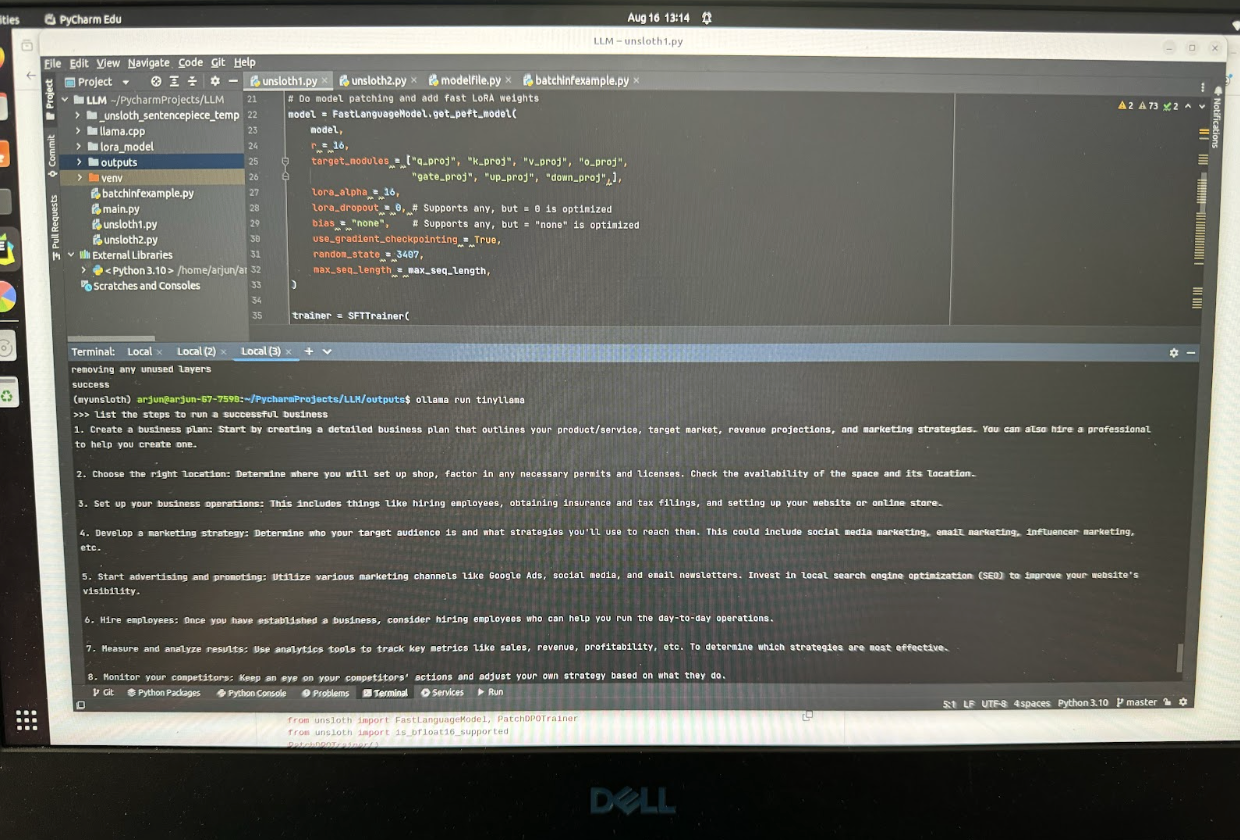 ities
PyCharm Edu
Aug 16 13:14
LLM – unsloth1.py
File Edit View Navigate Code Git Help
Project
unsloth1.py
unsloth2.py
modelfile.py
batchinfexample.py
Project
Commit
Pull Requests
Notifications
2 73 2
LLM ~/PycharmProjects/LLM
_unsloth_sentencepiece_temp
llama.cpp
lora_model
outputs
venv
batchinfexample.py
main.py
unsloth1.py
unsloth2.py
External Libraries
< Python 3.10 > /home/arjun/ar
Scratches and Consoles
21 # Do model patching and add fast LoRA weights
22 model = FastLanguageModel.get_peft_model(
23 model,
24 r = 16,
25 target_modules = ["q_proj", "k_proj", "v_proj", "o_proj",
26 "gate_proj", "up_proj", "down_proj",],
27 lora_alpha = 16,
28 lora_dropout = 0, # Supports any, but = 0 is optimized
29 bias = "none", # Supports any, but = "none" is optimized
30 use_gradient_checkpointing = True,
31 random_state = 3407,
32 max_seq_length = max_seq_length,
33 )
34
35 trainer = SFTTrainer(
Terminal: Local Local (2) Local (3)
removing any unused layers
success
(myunsloth) arjun@arjun-G7-7590:~/PycharmProjects/LLM/outputs$ ollama run tinyllama
>>> list the steps to run a successful business
1. Create a business plan: Start by creating a detailed business plan that outlines your product/service, target market, revenue projections, and marketing strategies. You can also hire a professional
to help you create one.
2. Choose the right location: Determine where you will set up shop, factor in any necessary permits and licenses. Check the availability of the space and its location.
3. Set up your business operations: This includes things like hiring employees, obtaining insurance and tax filings, and setting up your website or online store.
4. Develop a marketing strategy: Determine who your target audience is and what strategies you'll use to reach them. This could include social media marketing, email marketing, influencer marketing,
etc.
5. Start advertising and promoting: Utilize various marketing channels like Google Ads, social media, and email newsletters. Invest in local search engine optimization (SEO) to improve your website's
visibility.
6. Hire employees: Once you have established a business, consider hiring employees who can help you run the day-to-day operations.
7. Measure and analyze results: Use analytics tools to track key metrics like sales, revenue, profitability, etc. To determine which strategies are most effective.
8. Monitor your competitors: Keep an eye on your competitors' actions and adjust your own strategy based on what they do.
Git Python Packages Python Console Problems Terminal Services Run
5:1 LF UTF-8 4 spaces Python 3.10 master
from unsloth import FastLanguageModel, PatchDPOTrainer
from unsloth import is_bfloat16_supported
PatchDPOTrainer()
DELL